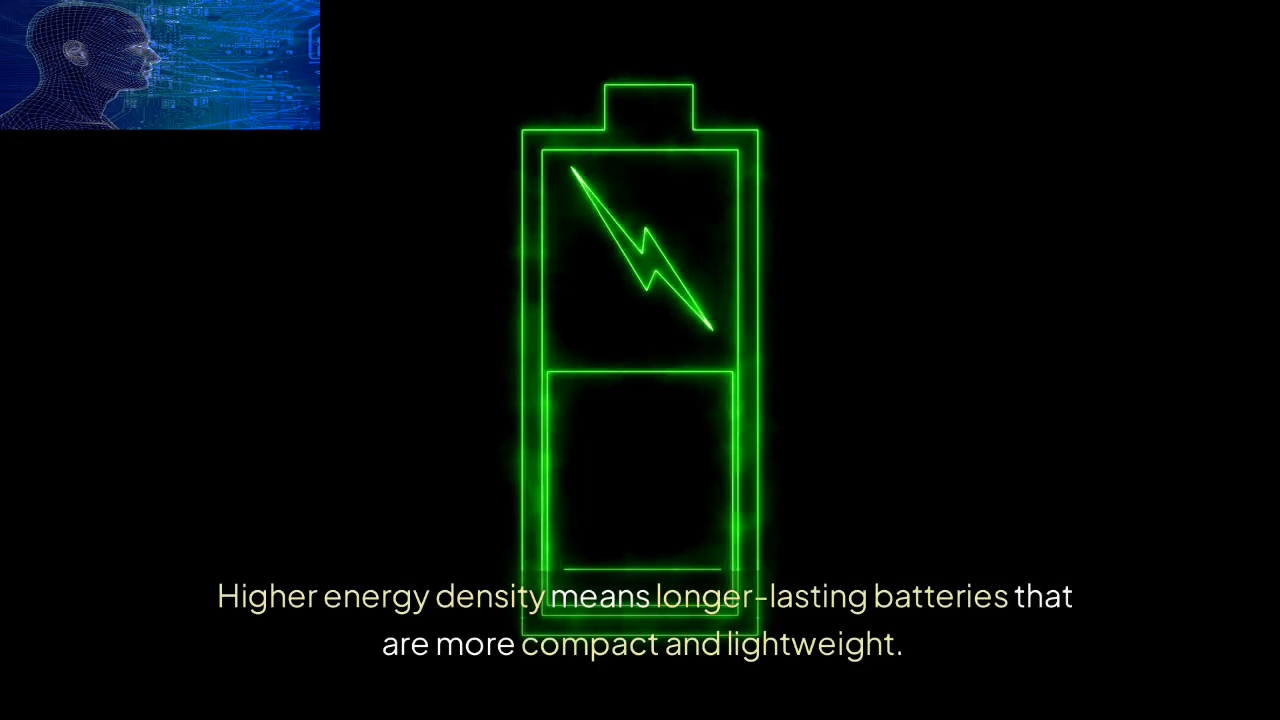 Higher energy density means longer-lasting batteries that
are more compact and lightweight.